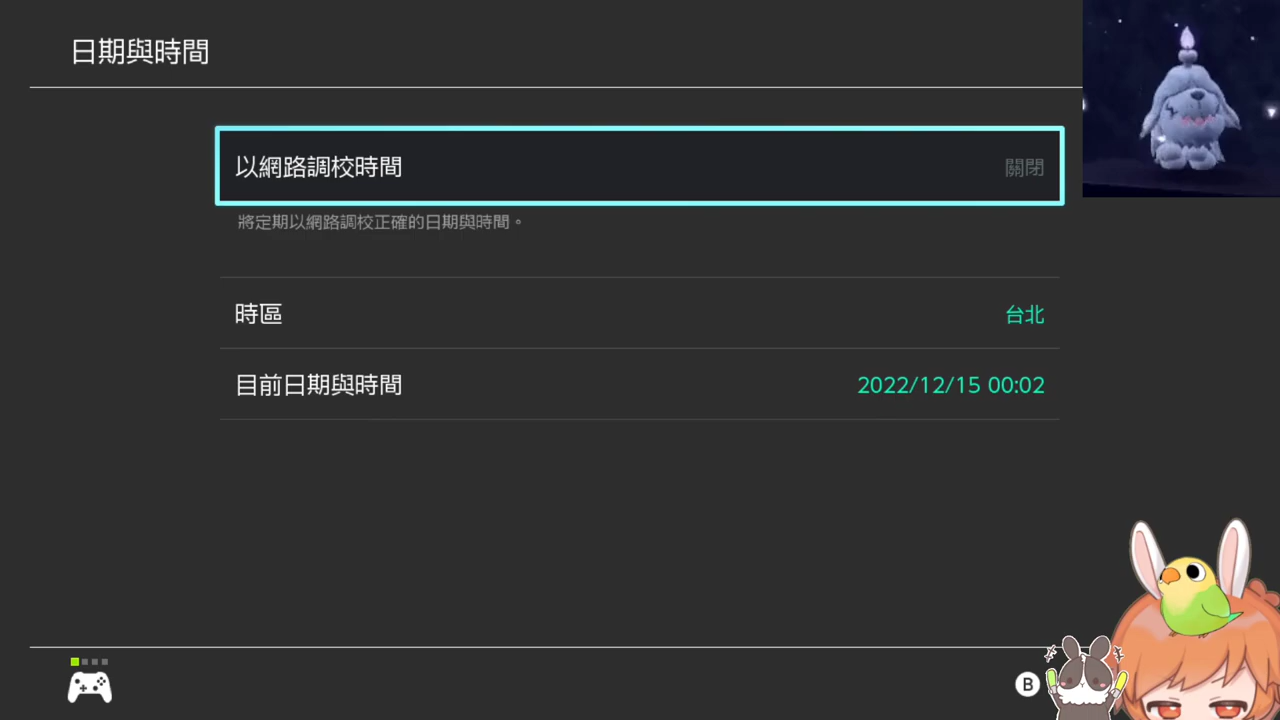 日期與時間
以網路調校時間
關閉
將定期以網路調校正確的日期與時間。
時區
台北
目前日期與時間
2022/12/15 00:02
B